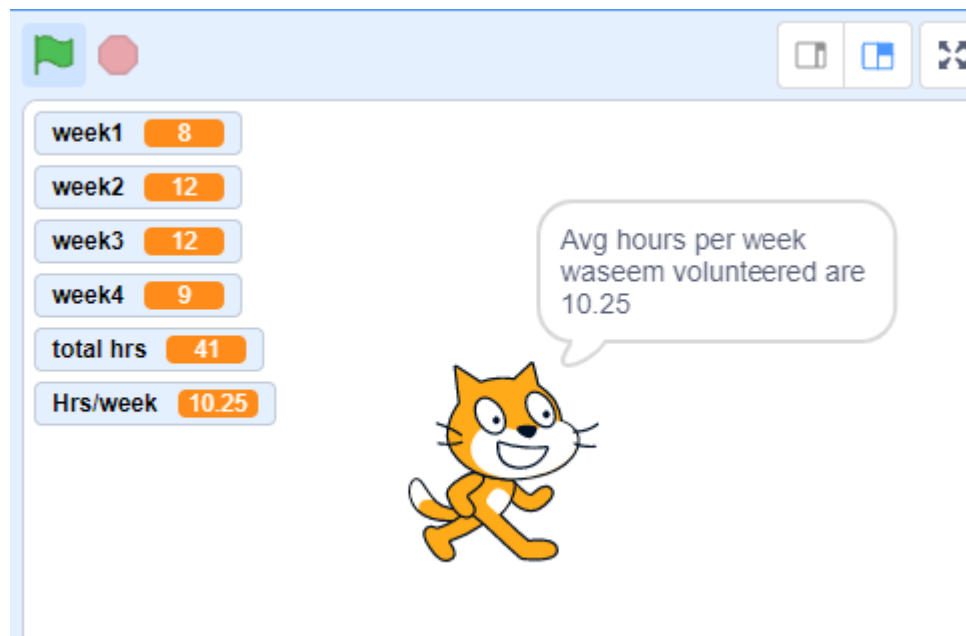 week1 8
week2 12
week3 12
week4 9
total hrs 41
Hrs/week 10.25
Avg hours per week
waseem volunteered are
10.25